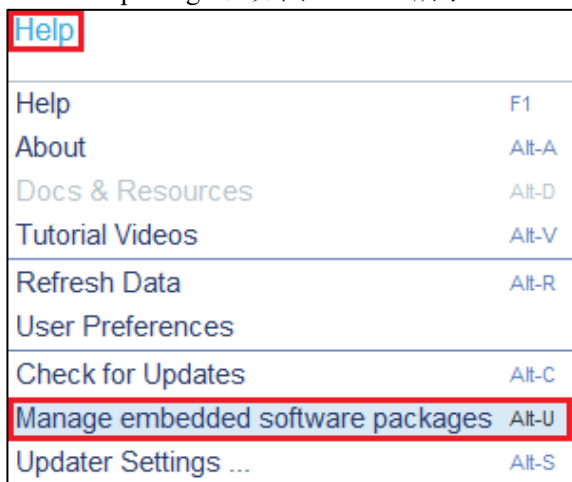 Help
Help F1
About Alt-A
Docs & Resources Alt-D
Tutorial Videos Alt-V
Refresh Data Alt-R
User Preferences
Check for Updates Alt-C
Manage embedded software packages Alt-U
Updater Settings ... Alt-S